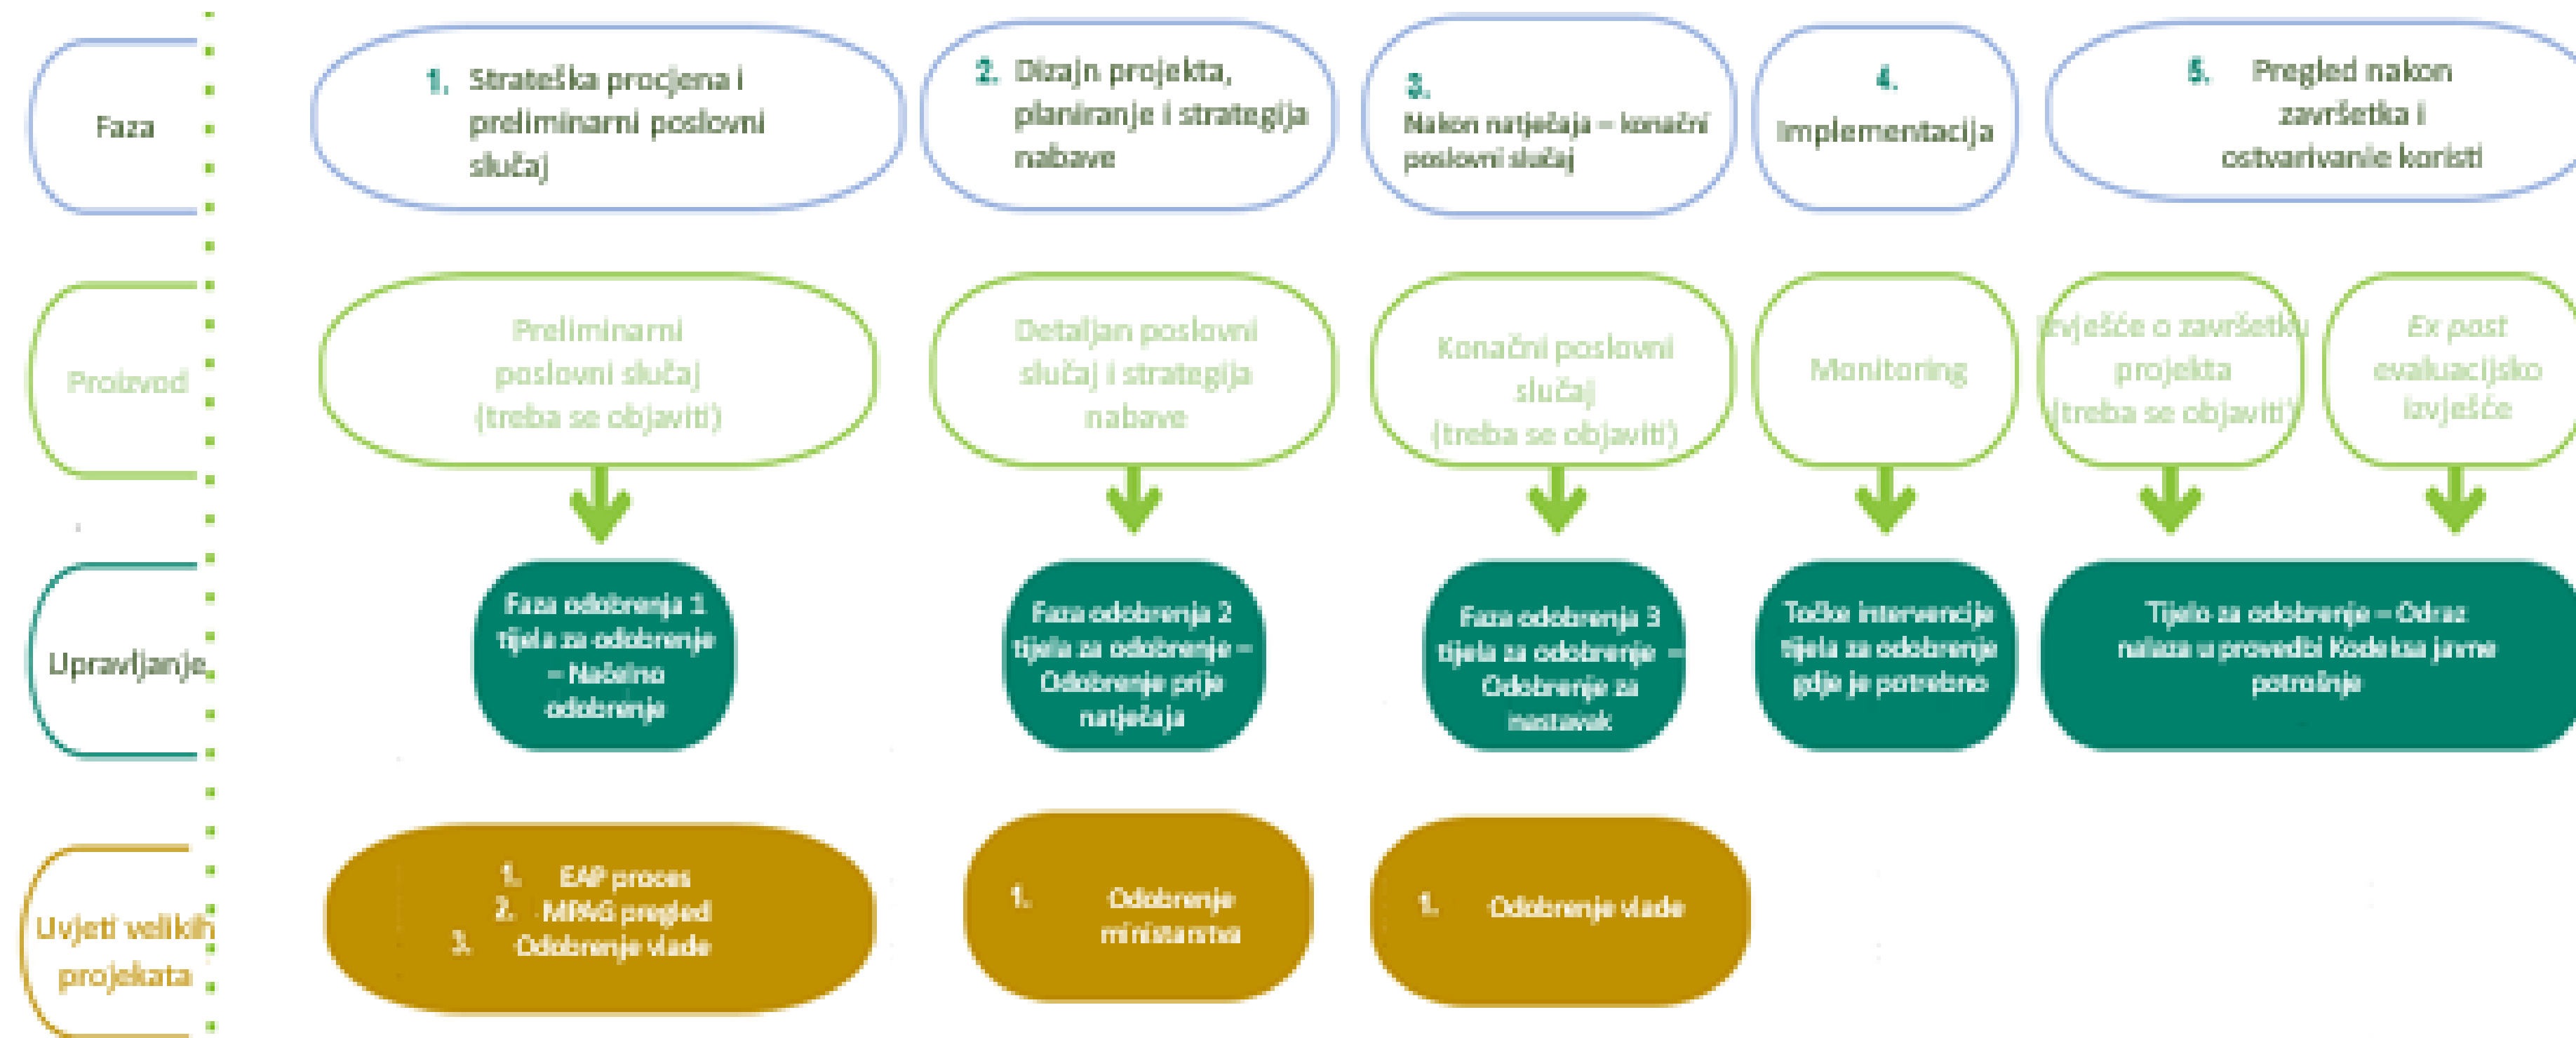 Faza
1. Strateška procjena i
preliminarni poslovni
slučaj
2. Dizajn projekta,
planiranje i strategija
nabave
3.
Nakon natječaja – konačni
poslovni slučaj
4.
Implementacija
5. Pregled nakon
završetka i
ostvarivanje koristi
Proizvod
Preliminarni
poslovni slučaj
(treba se objaviti)
Detaljan poslovni
slučaj i strategija
nabave
Konačni poslovni
slučaj
(treba se objaviti)
Monitoring
Izvješće o završetku
projekta
(treba se objaviti)
Ex post
evaluacijsko
izvješće
Upravljanje
Faza odobrenja 1
tijela za odobrenje
– Načelno
odobrenje
Faza odobrenja 2
tijela za odobrenje –
Odobrenje prije
natječaja
Faza odobrenja 3
tijela za odobrenje –
Odobrenje za
nastavak
Točke intervencije
tijela za odobrenje
gdje je potrebno
Tijelo za odobrenje – Odraz
nalaza u provedbi Kodeksa javne
potrošnje
Uvjeti velikih
projekata
1. EAP proces
2. MPAG pregled
3. Odobrenje vlade
1. Odobrenje
ministarstva
1. Odobrenje vlade